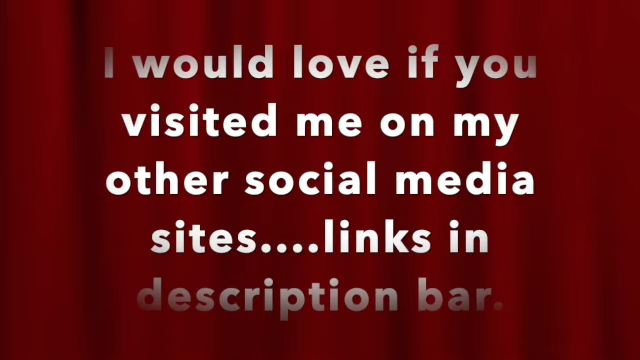 I would love if you
visited me on my
other social media
sites....links in
description bar.